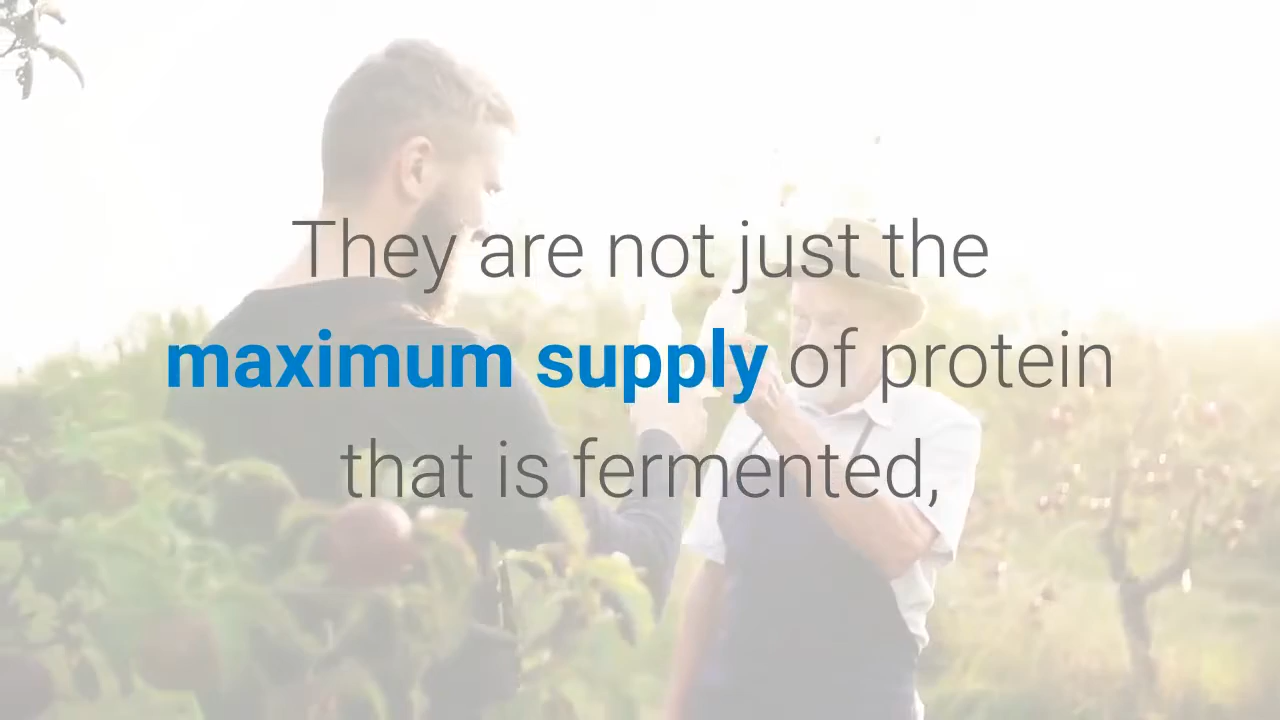 They are not just the
maximum supply of protein
that is fermented,